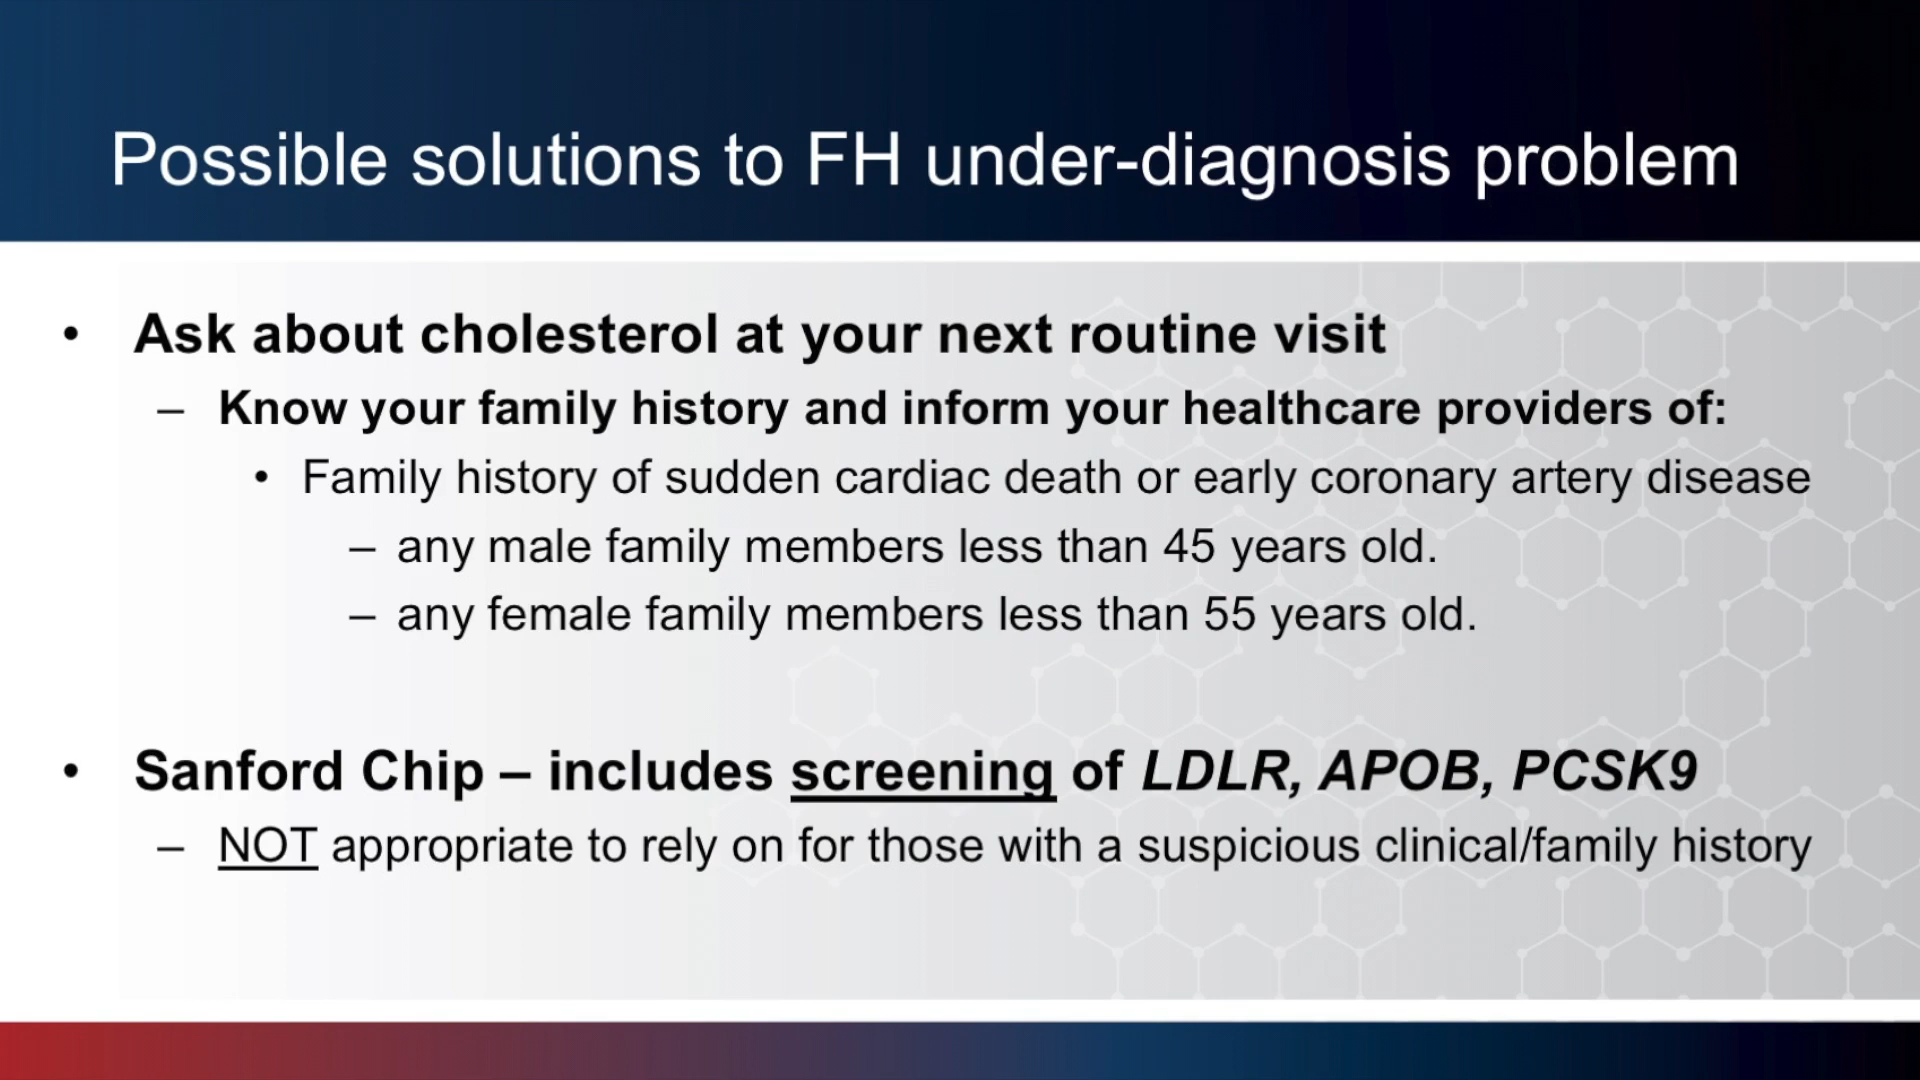 Possible solutions to FH under-diagnosis problem
• Ask about cholesterol at your next routine visit
– Know your family history and inform your healthcare providers of:
• Family history of sudden cardiac death or early coronary artery disease
– any male family members less than 45 years old.
– any female family members less than 55 years old.
• Sanford Chip – includes screening of LDLR, APOB, PCSK9
– NOT appropriate to rely on for those with a suspicious clinical/family history